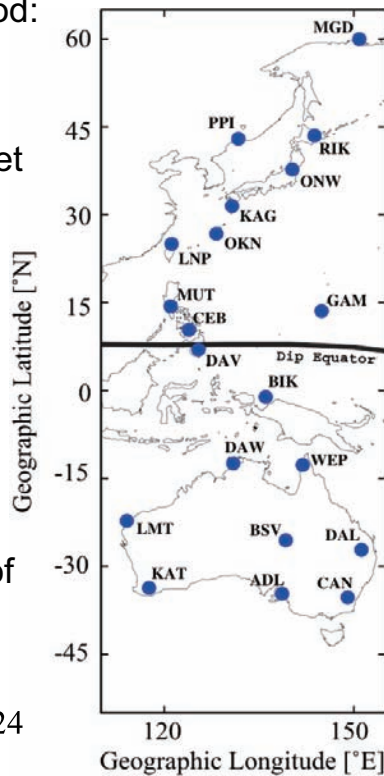 od:
et
of
24
60
45
30
15
0
-15
-30
-45
120
150
Geographic Latitude [°N]
Geographic Longitude [°E]
MGD
PPI
RIK
ONW
KAG
OKN
LNP
MUT
GAM
CEB
Dip Equator
DAV
BIK
DAW
WEP
LMT
BSV
DAL
KAT
ADL
CAN